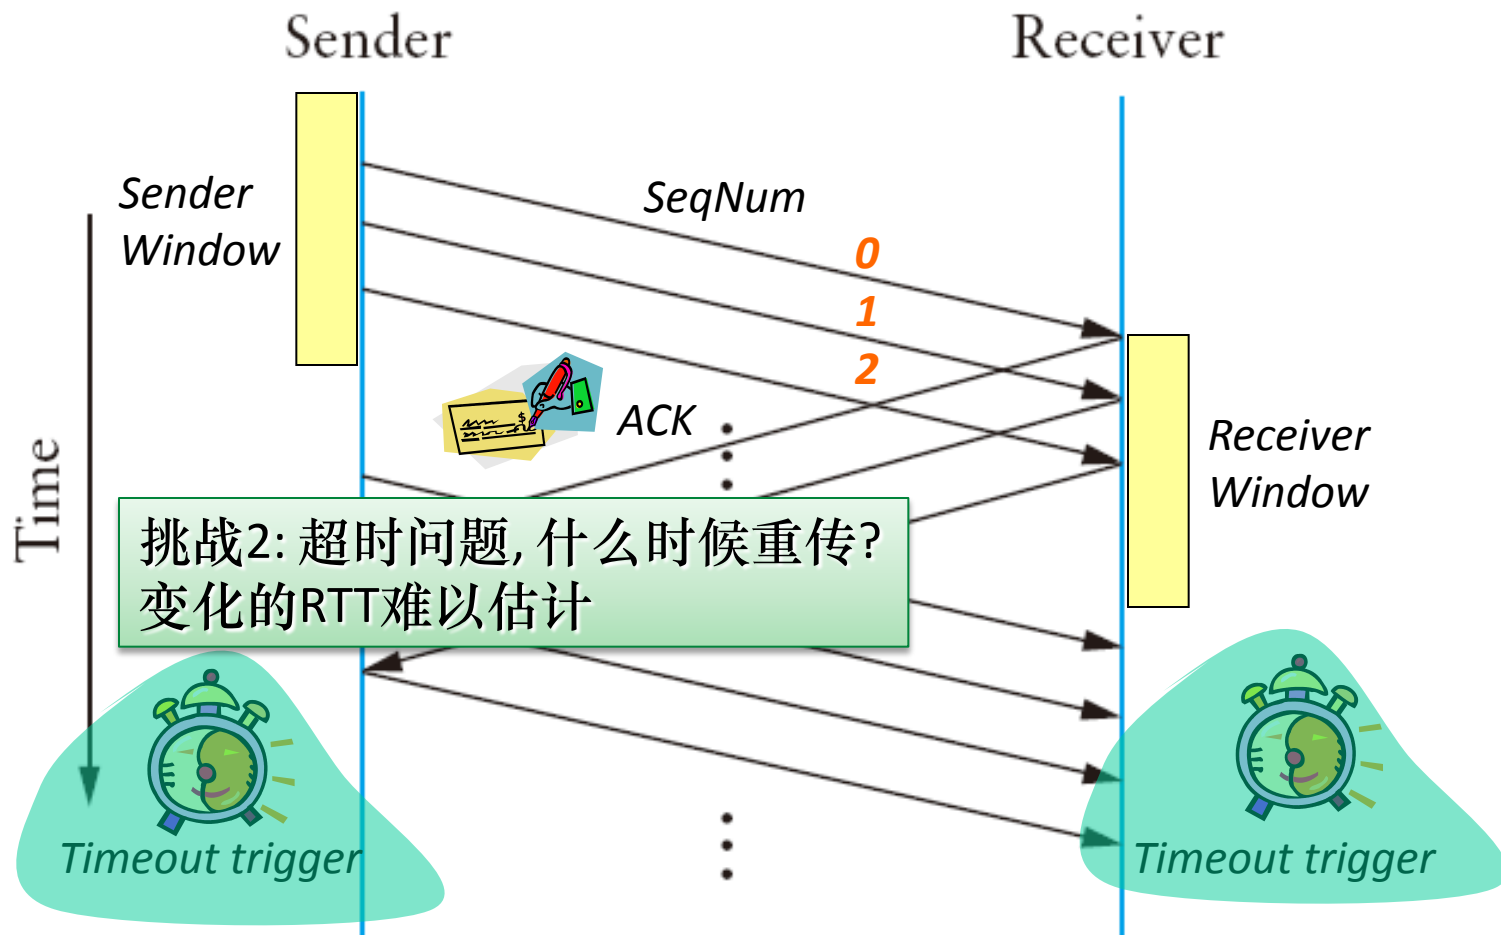 Sender
Receiver
Sender
Window
SeqNum
0
1
2
ACK
Receiver
Window
Time
挑战2: 超时问题, 什么时候重传?
变化的RTT难以估计
Timeout trigger
Timeout trigger